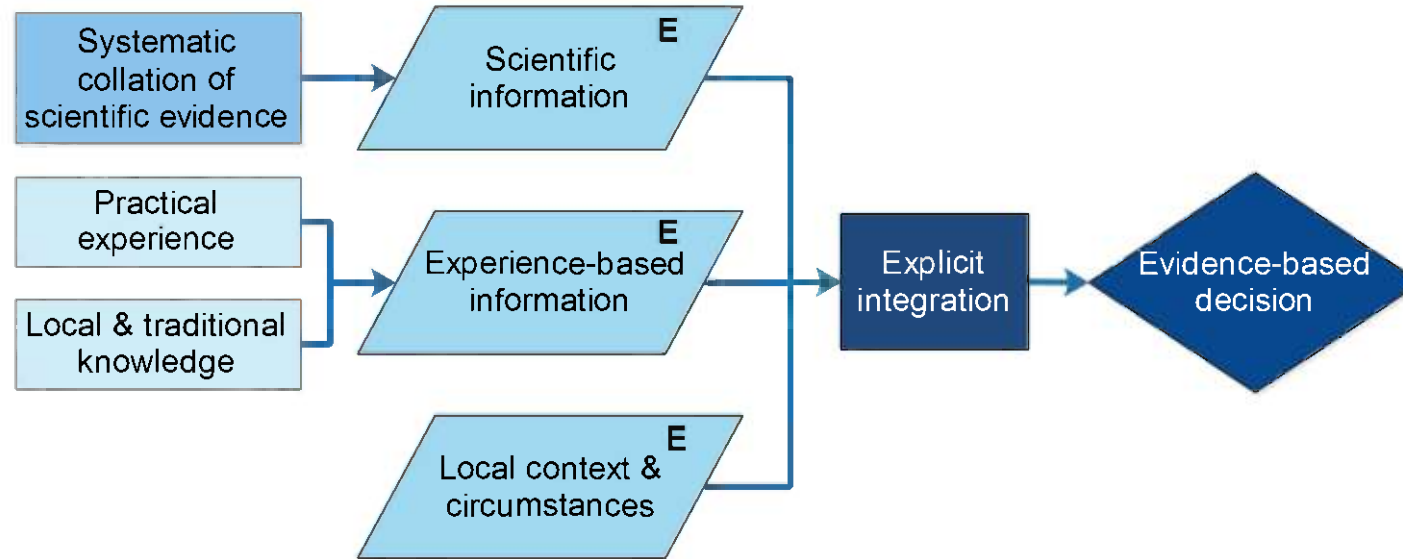 Systematic
collation of
scientific evidence
E
Scientific
information
Practical
experience
Local & traditional
knowledge
E
Experience-based
information
E
Local context &
circumstances
Explicit
integration
Evidence-based
decision